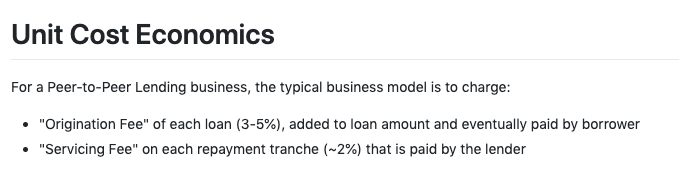 Unit Cost Economics
For a Peer-to-Peer Lending business, the typical business model is to charge:
• "Origination Fee" of each loan (3-5%), added to loan amount and eventually paid by borrower
• "Servicing Fee" on each repayment tranche (~2%) that is paid by the lender